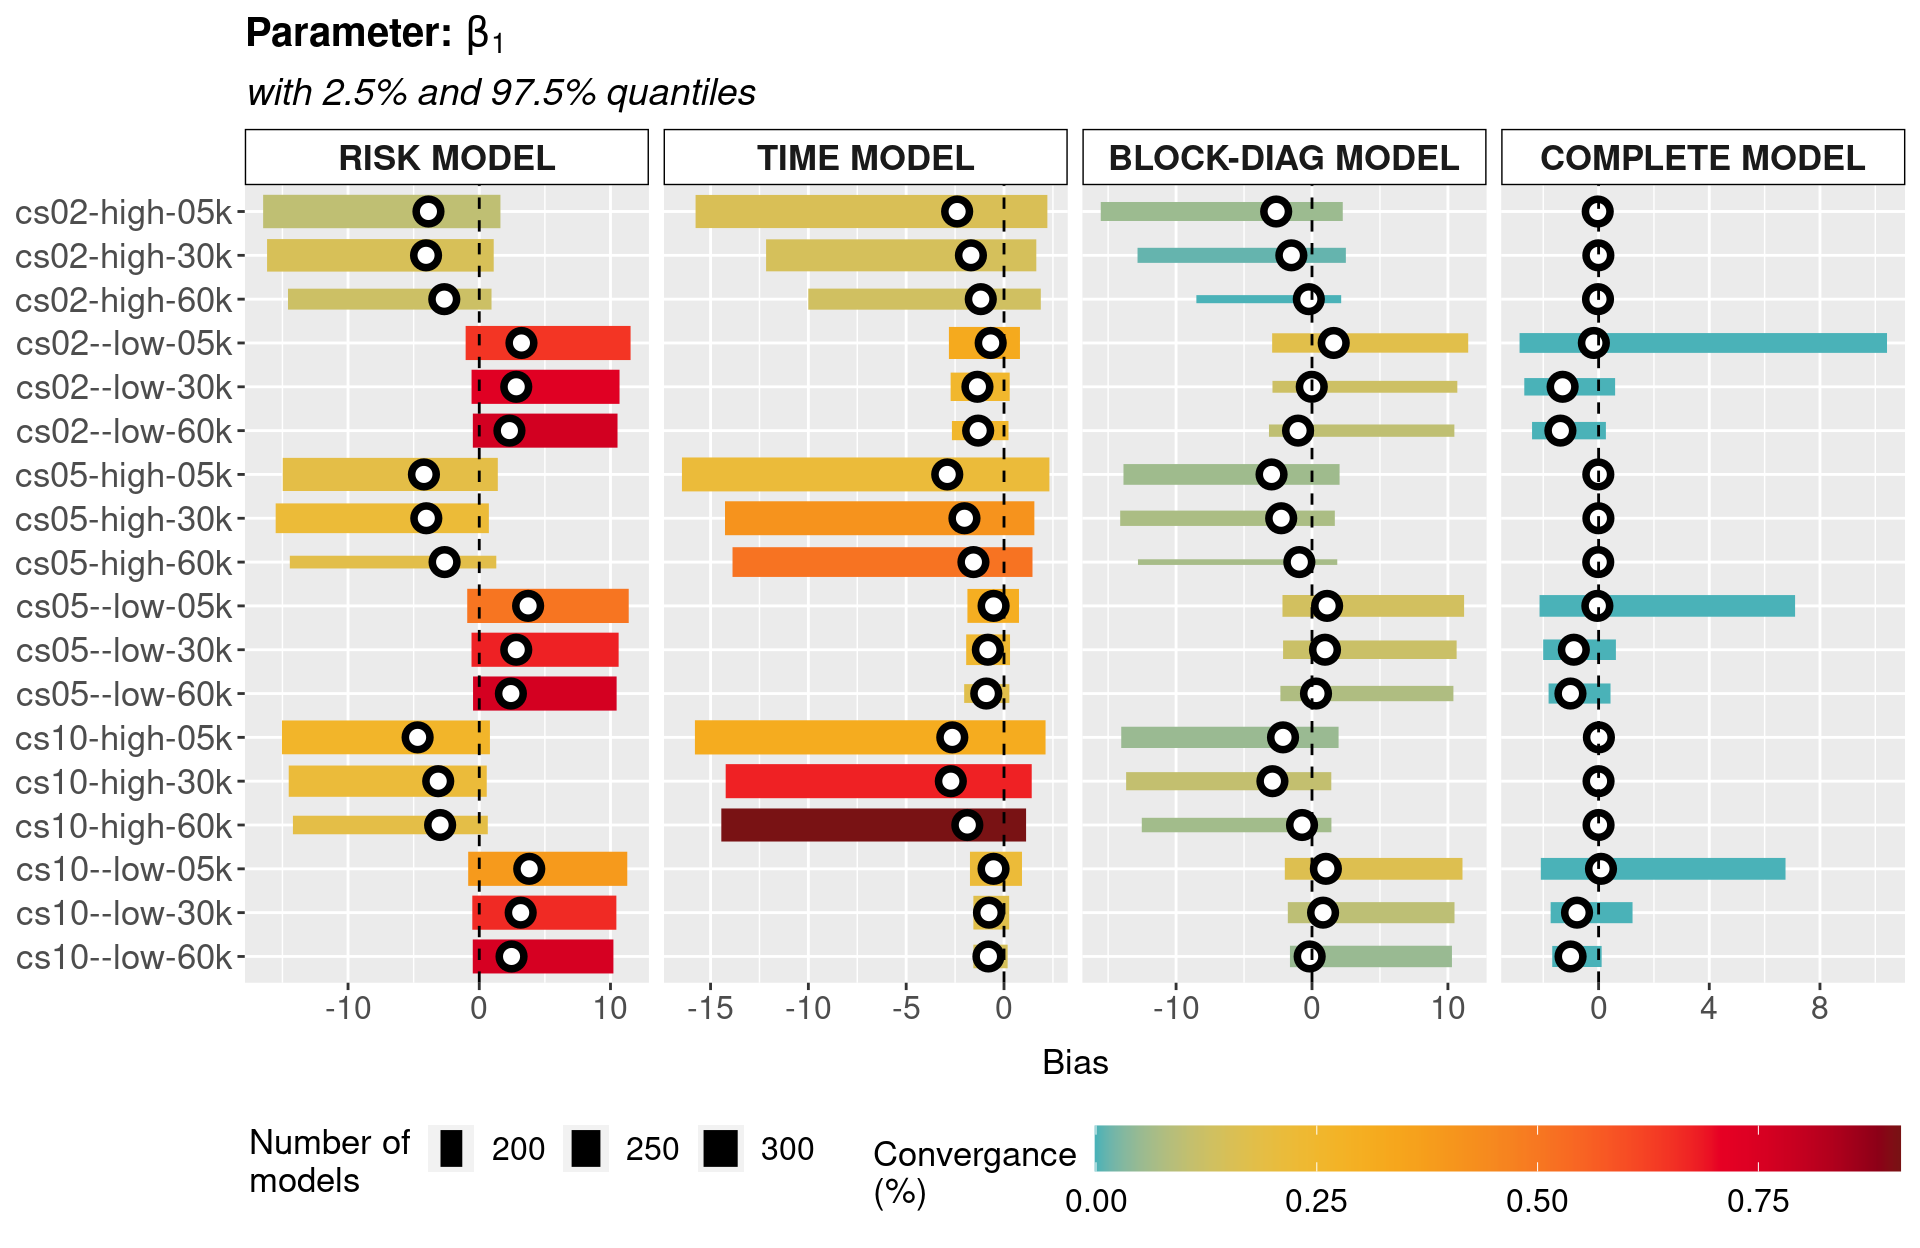 Parameter: β₁
with 2.5% and 97.5% quantiles
RISK MODEL TIME MODEL BLOCK-DIAG MODEL COMPLETE MODEL
cs02-high-05k
cs02-high-30k
cs02-high-60k
cs02--low-05k
cs02--low-30k
cs02--low-60k
cs05-high-05k
cs05-high-30k
cs05-high-60k
cs05--low-05k
cs05--low-30k
cs05--low-60k
cs10-high-05k
cs10-high-30k
cs10-high-60k
cs10--low-05k
cs10--low-30k
cs10--low-60k
-10 0 10 -15 -10 -5 0 -10 0 10 0 4 8
Bias
Number of
models
200 250 300
Convergance
(%)
0.00 0.25 0.50 0.75